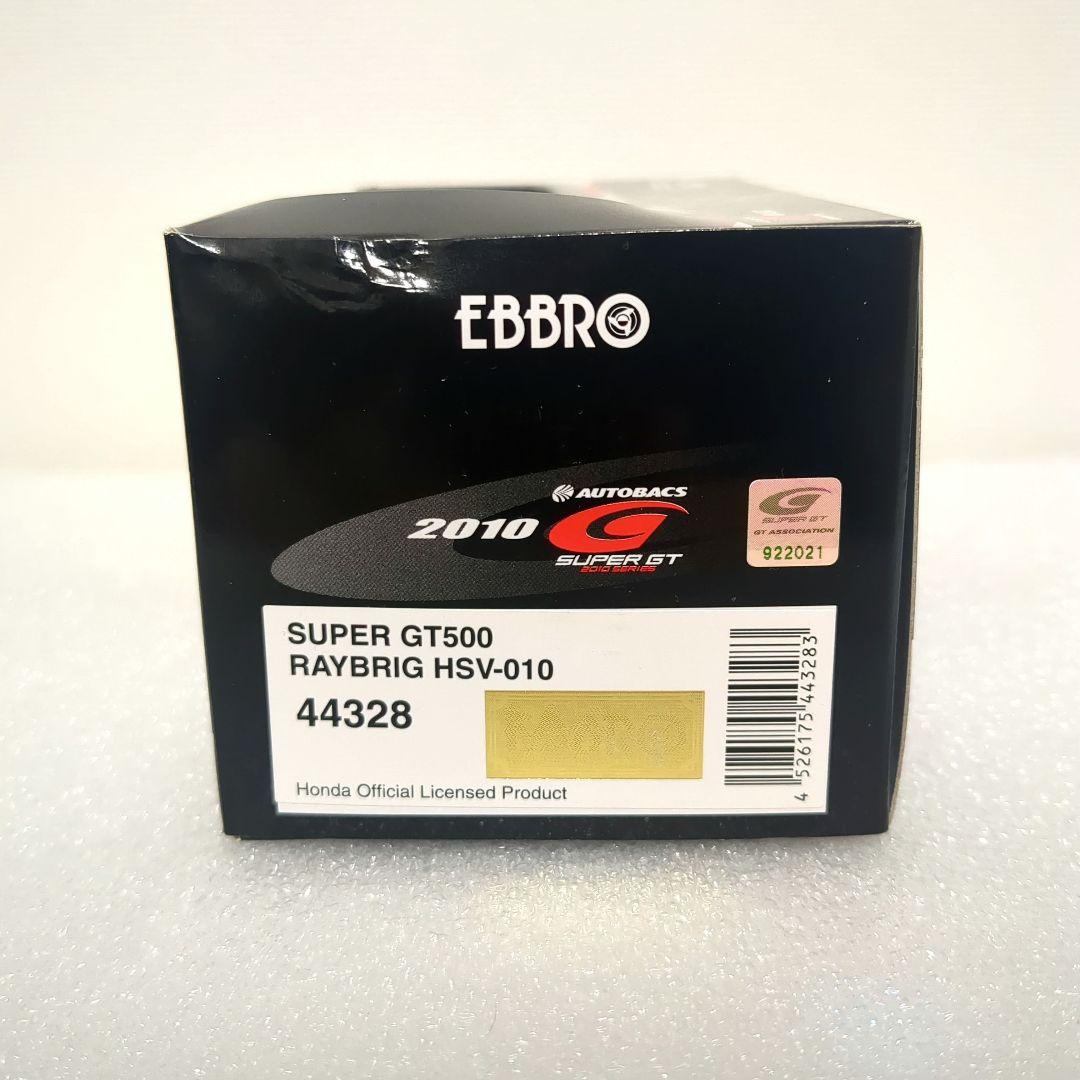 EBBRO
AUTOBACS
2010
SUPER GT
2010 SERIES
SUPER GT
GT ASSOCIATION
922021
SUPER GT500
RAYBRIG HSV-010
44328
Honda Official Licensed Product
4 526175 443283